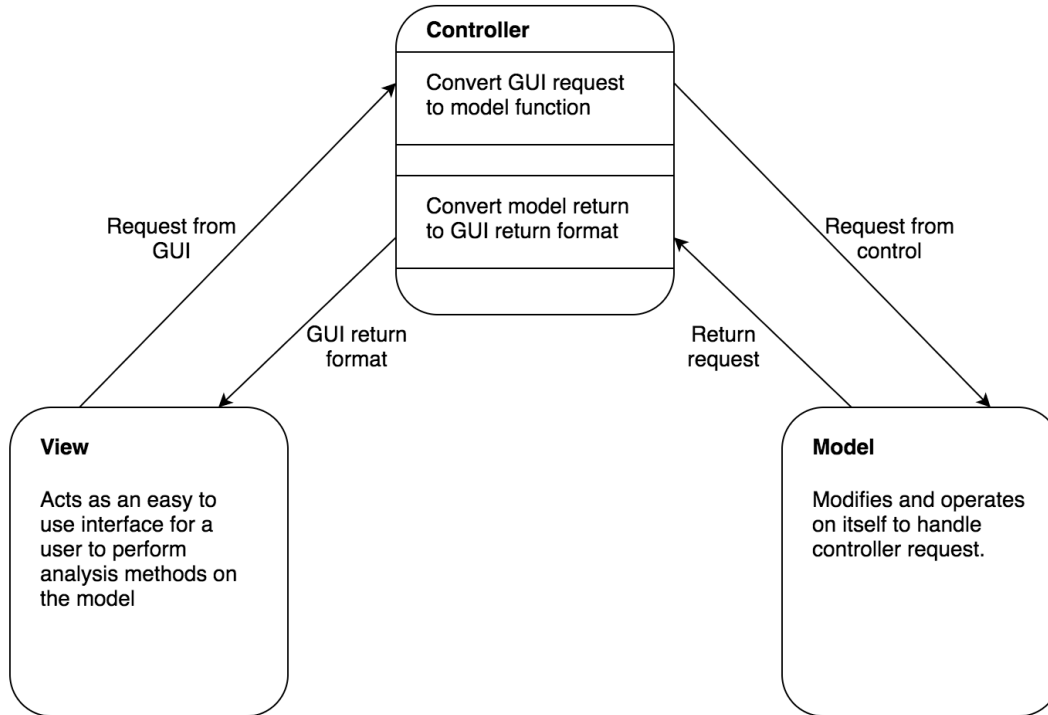 Controller
Convert GUI request
to model function
Convert model return
to GUI return format
Request from
GUI
Request from
control
GUI return
format
Return
request
View
Acts as an easy to
use interface for a
user to perform
analysis methods on
the model
Model
Modifies and operates
on itself to handle
controller request.